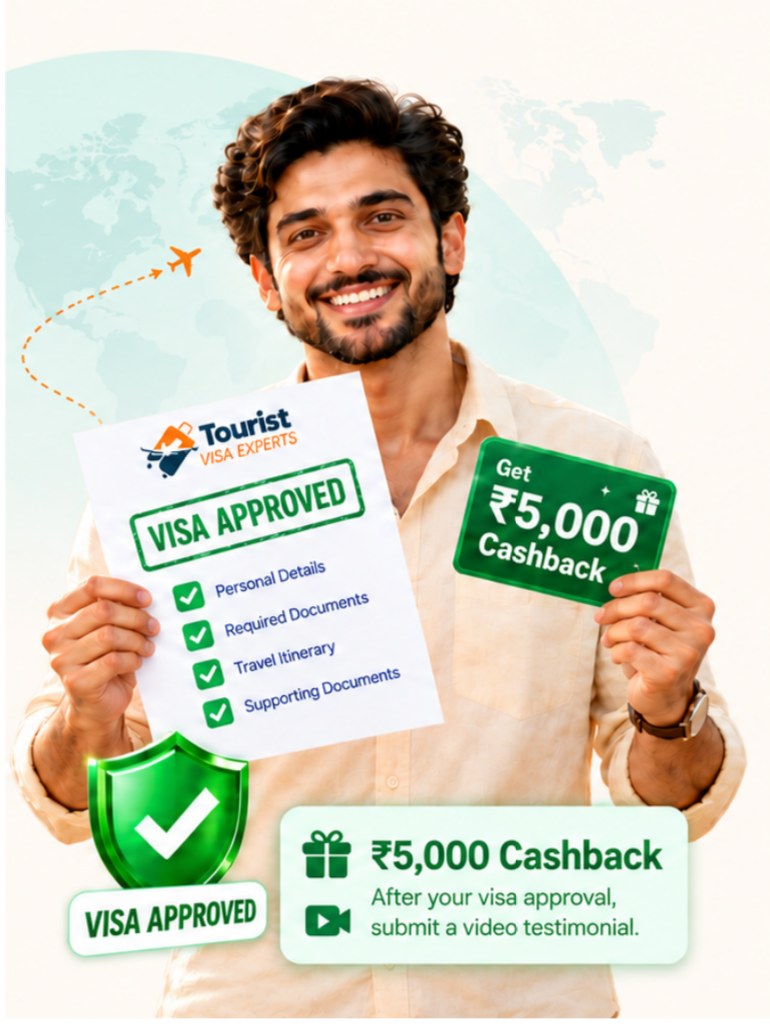 Tourist
VISA EXPERTS
VISA APPROVED
Personal Details
Required Documents
Travel Itinerary
Supporting Documents
Get
₹5,000
Cashback
VISA APPROVED
₹5,000 Cashback
After your visa approval,
submit a video testimonial.